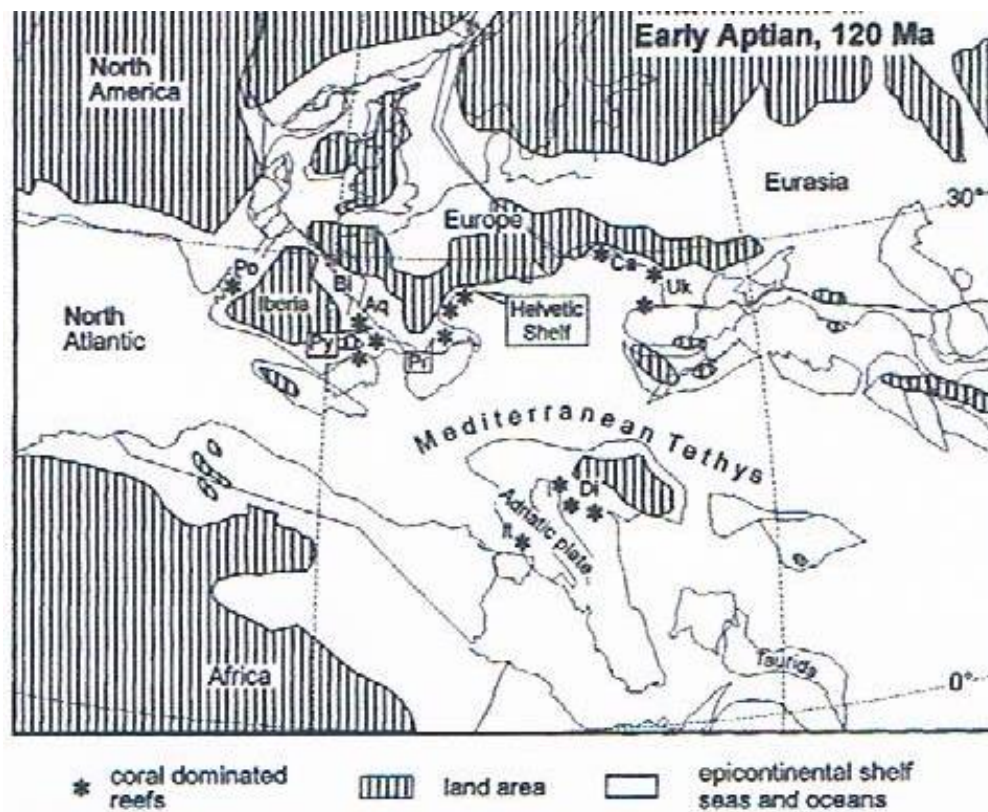 Early Aptian, 120 Ma
North
America
Eurasia
30°
Europe
Po
Iberia
Bi
Aq
Ca
Uk
Helvetic
Shelf
North
Atlantic
Py
Pr
Mediterranean Tethys
Di
I
Adriatic plate
It
Taurids
Africa
0°
coral dominated
reefs
land area
epicontinental shelf
seas and oceans